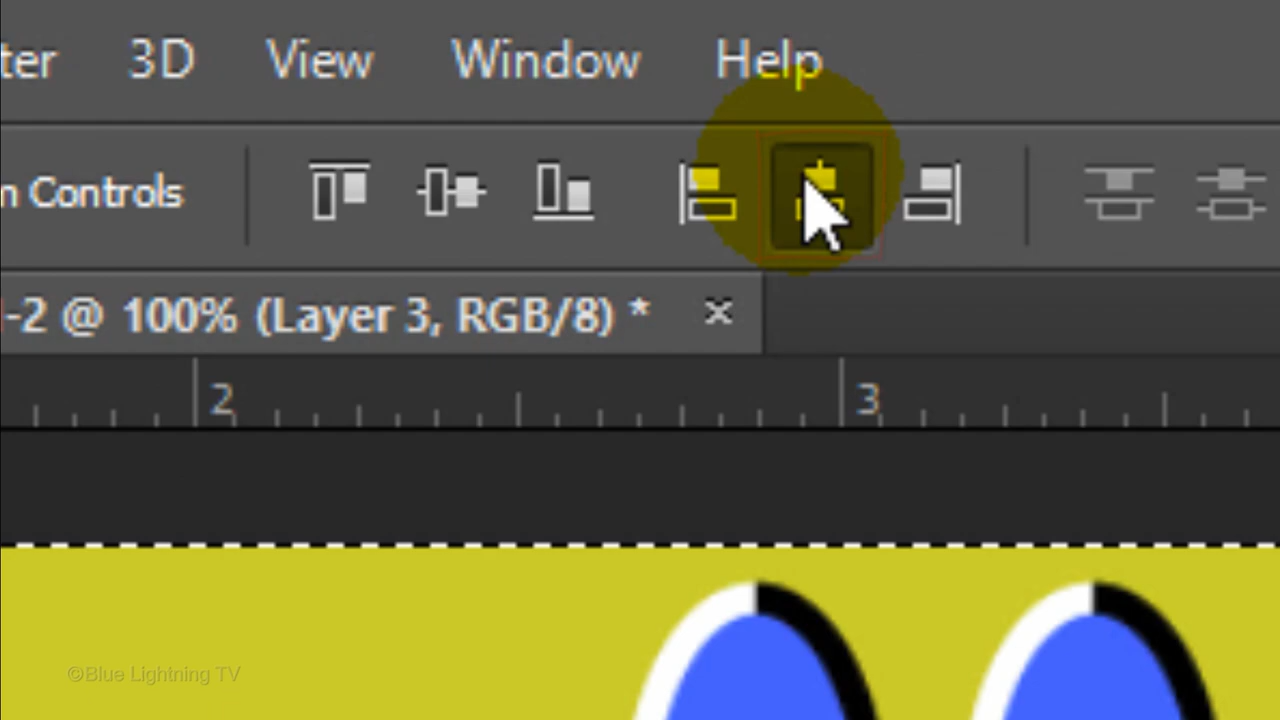 ter 3D View Window Help
m Controls
-2 @ 100% (Layer 3, RGB/8) * ×
2 3
©Blue Lightning TV